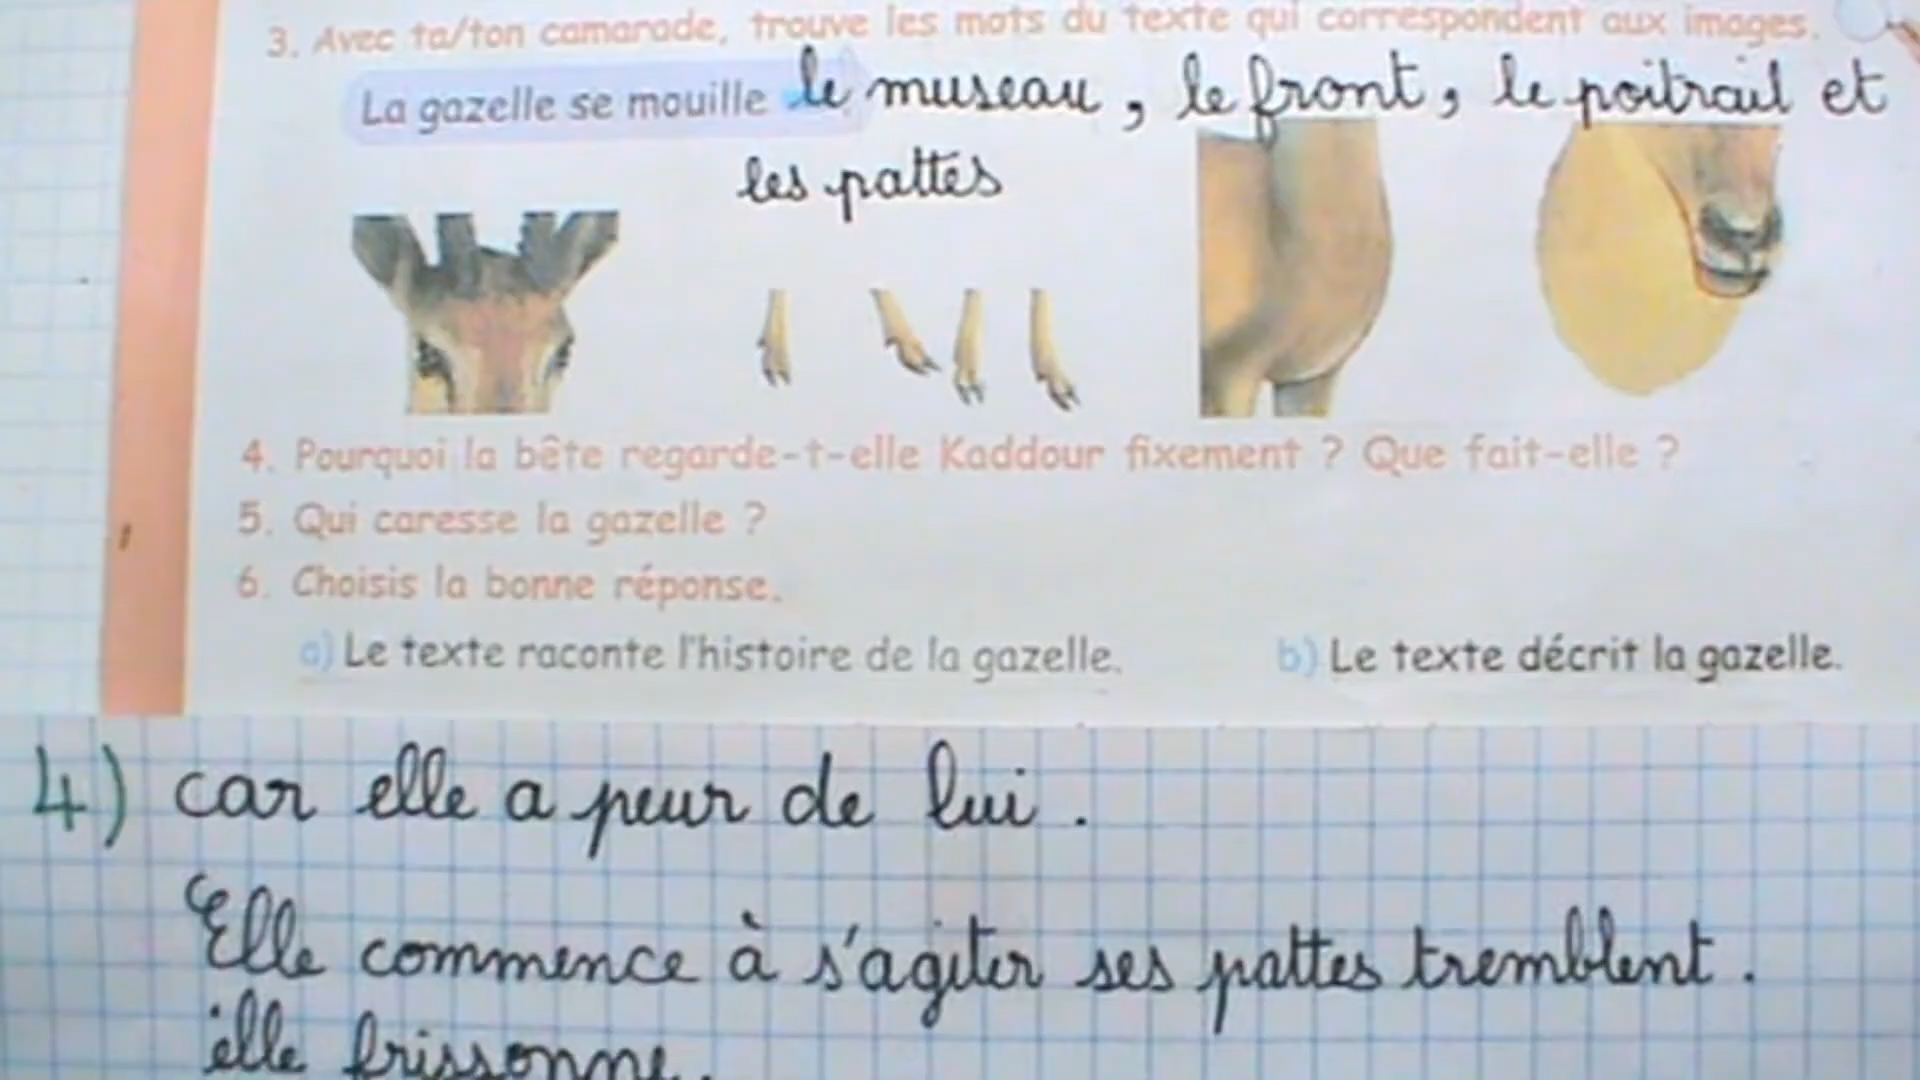 3. Avec ta/ton camarade, trouve les mots du texte qui correspondent aux images.
La gazelle se mouille le museau, le front, le poitrail et
les pattes
4. Pourquoi la bête regarde-t-elle Kaddour fixement ? Que fait-elle ?
5. Qui caresse la gazelle ?
6. Choisis la bonne réponse.
a) Le texte raconte l'histoire de la gazelle. b) Le texte décrit la gazelle.
4) car elle a peur de lui.
Elle commence à s'agiter ses pattes tremblent.
elle frissonne.